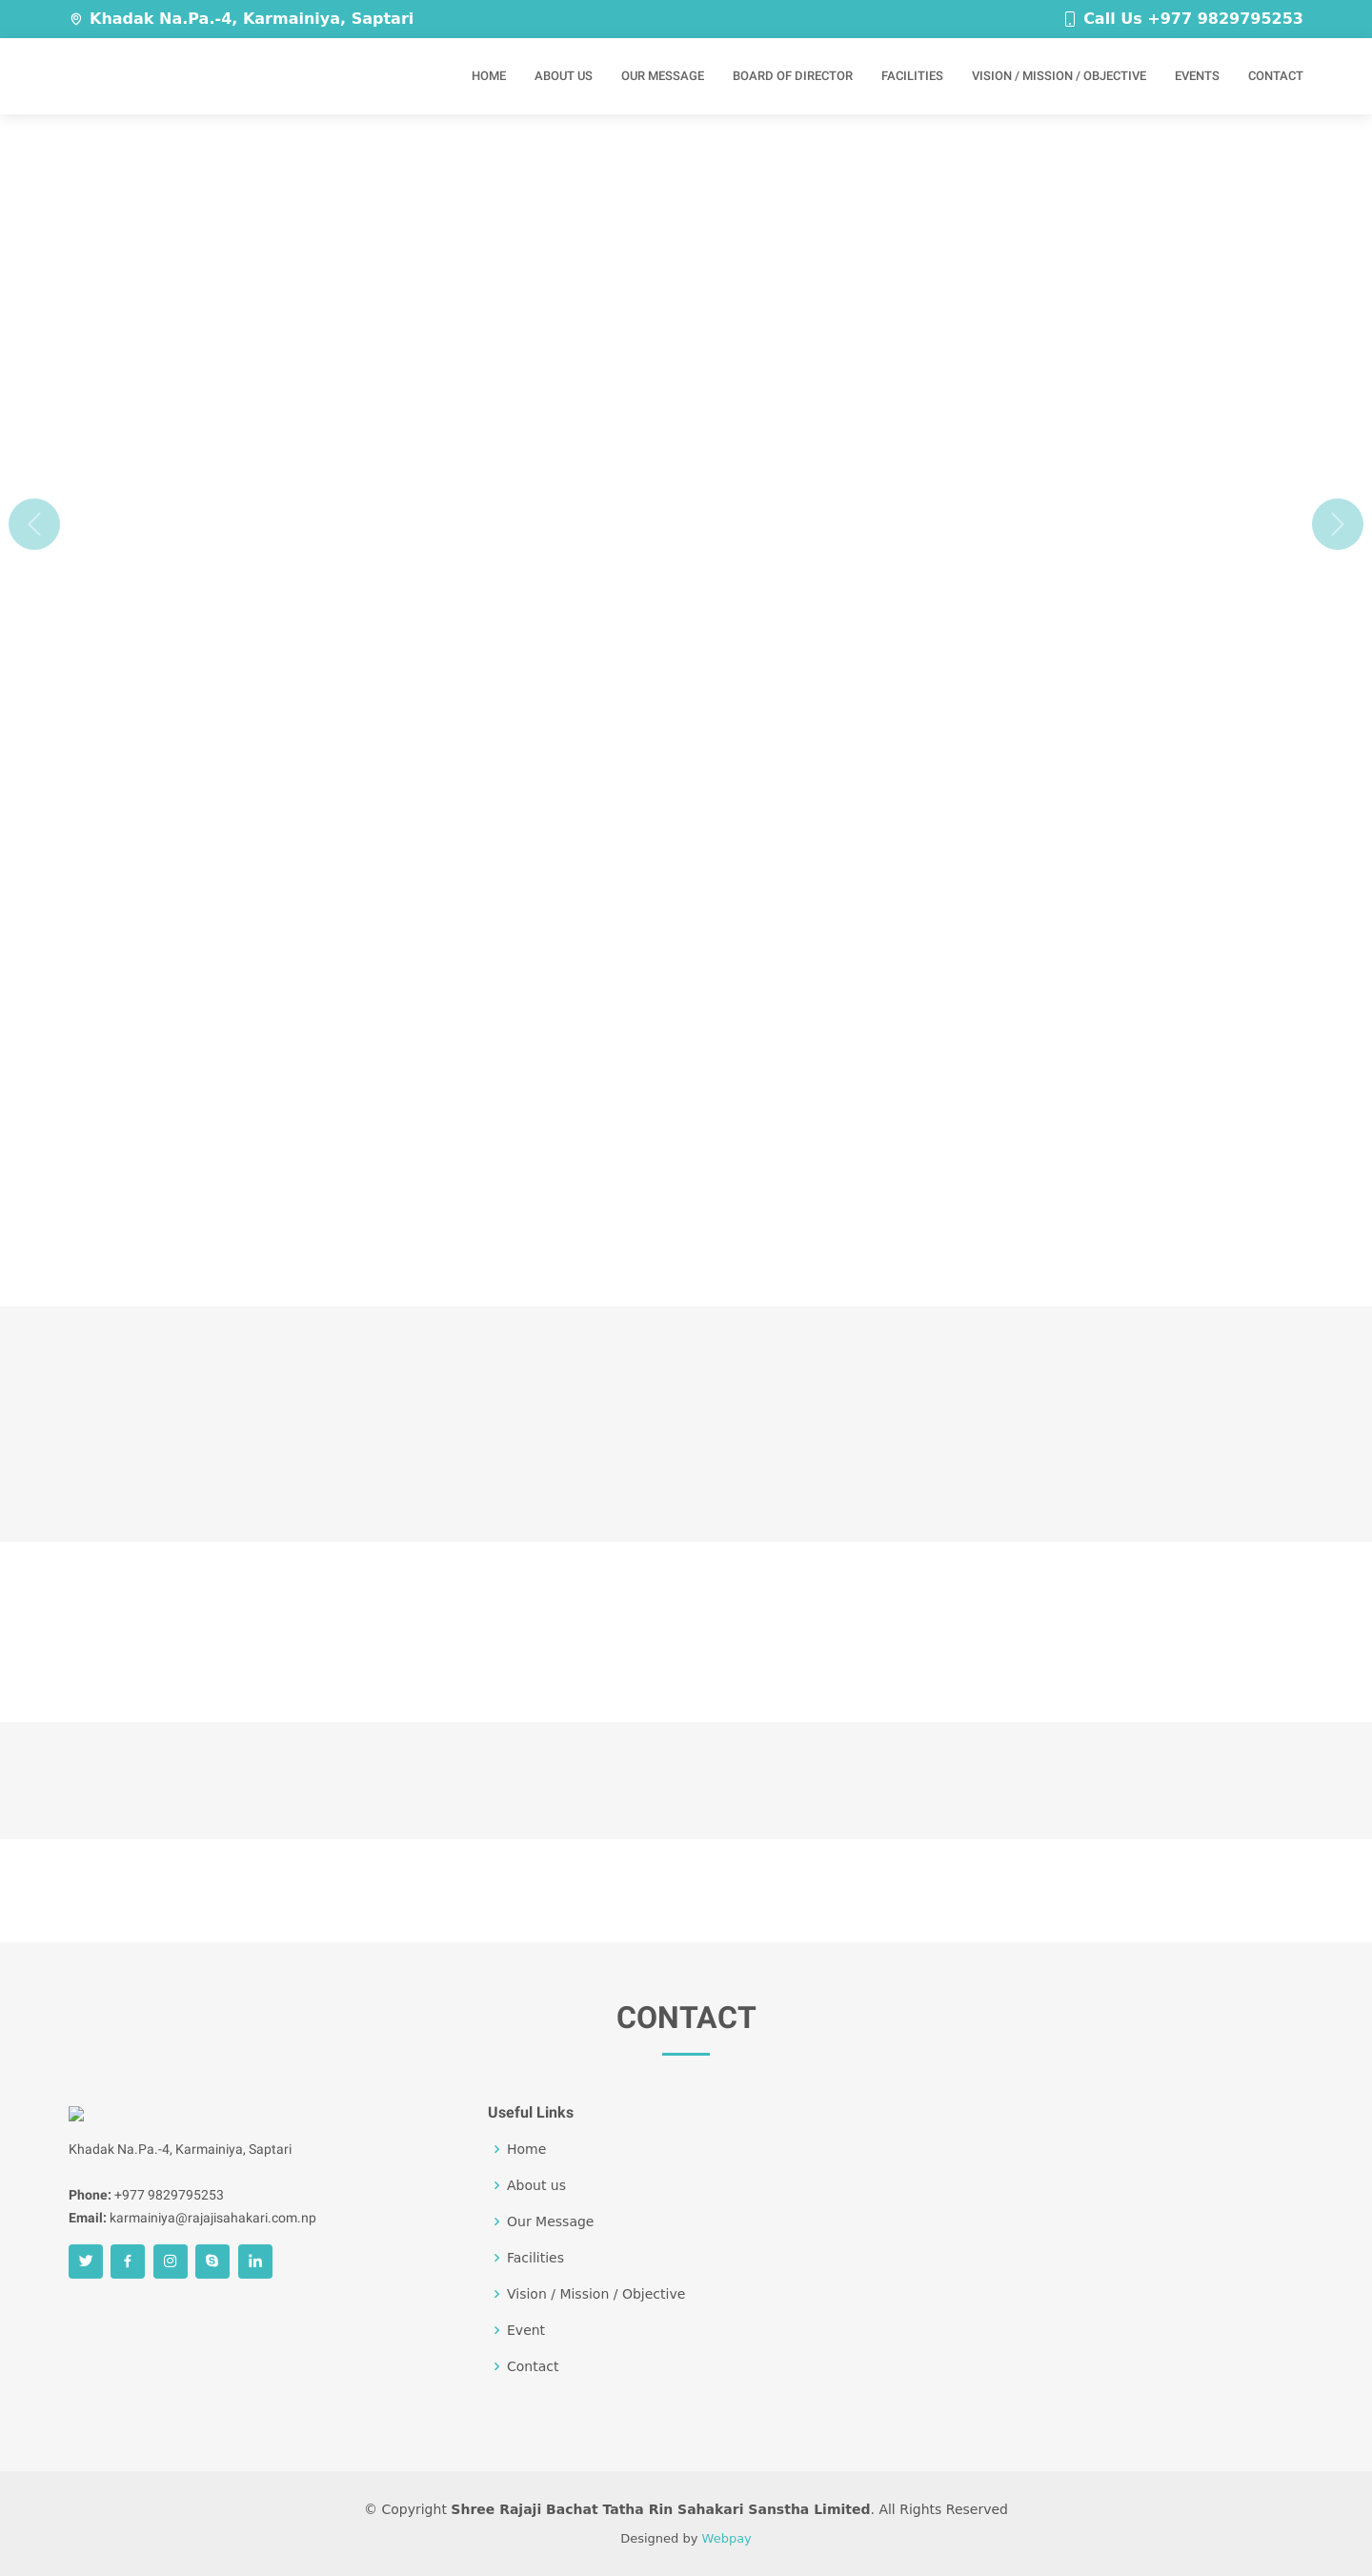 Khadak Na.Pa.-4, Karmainiya, Saptari
Call Us +977 9829795253
HOME
ABOUT US
OUR MESSAGE
BOARD OF DIRECTOR
FACILITIES
VISION / MISSION / OBJECTIVE
EVENTS
CONTACT
CONTACT
Khadak Na.Pa.-4, Karmainiya, Saptari
Phone: +977 9829795253
Email: karmainiya@rajajisahakari.com.np
Useful Links
Home
About us
Our Message
Facilities
Vision / Mission / Objective
Event
Contact
© Copyright Shree Rajaji Bachat Tatha Rin Sahakari Sanstha Limited. All Rights Reserved
Designed by Webpay